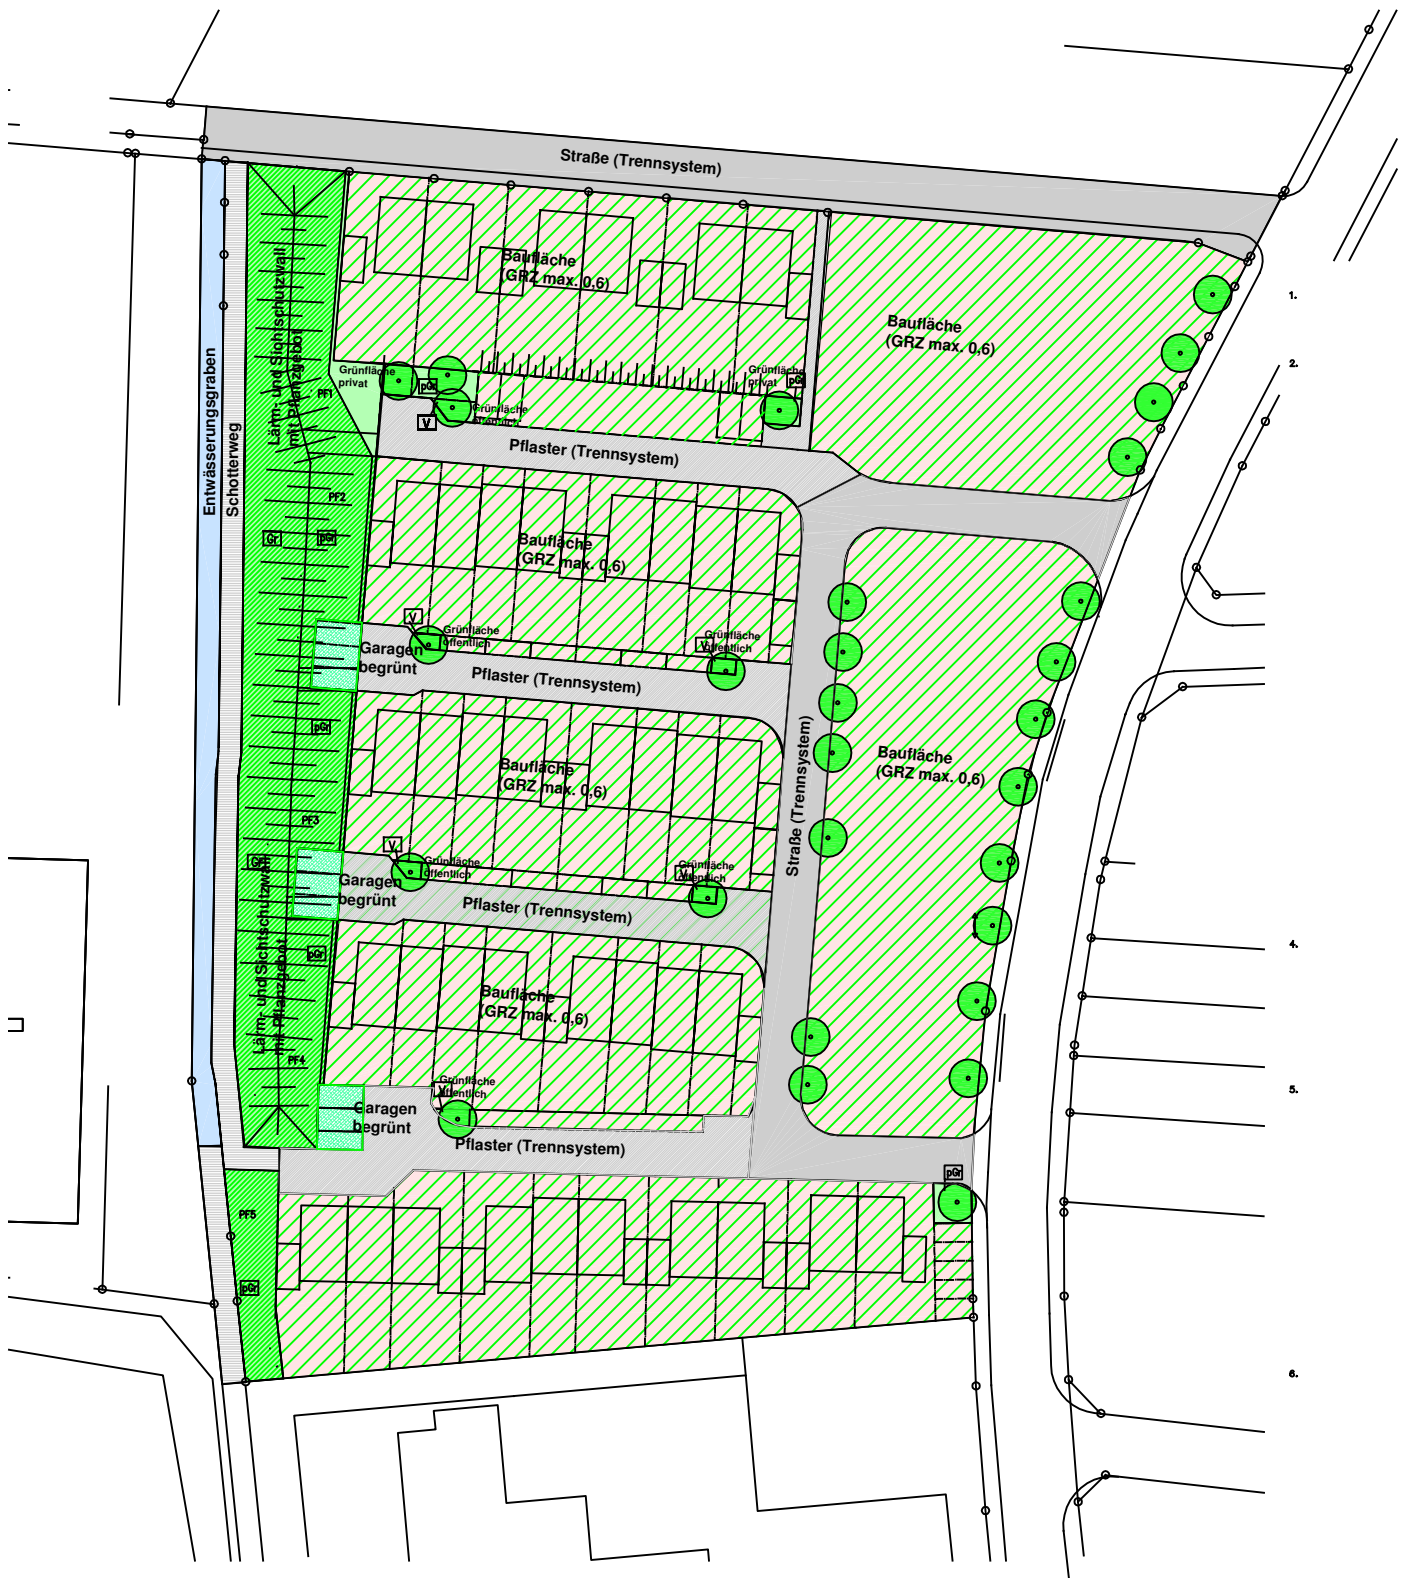 Straße (Trennsystem)
Baufläche
(GRZ max. 0,6)
Baufläche
(GRZ max. 0,6)
1.
2.
Lärm- und Sichtschutzwall
mit Pflanzgebot
Entwässerungsgraben
Schotterweg
PF1
Grünfläche
privat
pGr
Grünfläche
privat
pGr
Grünfläche
öffentlich
V
Pflaster (Trennsystem)
PF2
Gr
pGr
Baufläche
(GRZ max. 0,6)
V
Grünfläche
öffentlich
V
Grünfläche
öffentlich
Garagen
begrünt
Pflaster (Trennsystem)
pGr
Baufläche
(GRZ max. 0,6)
Straße (Trennsystem)
Baufläche
(GRZ max. 0,6)
PF3
V
Grünfläche
öffentlich
V
Grünfläche
öffentlich
Gr
Garagen
begrünt
Pflaster (Trennsystem)
Lärm- und Sichtschutzwall
mit Pflanzgebot
pGr
4.
Baufläche
(GRZ max. 0,6)
PF4
V
Grünfläche
öffentlich
5.
Garagen
begrünt
Pflaster (Trennsystem)
pGr
PF5
pGr
6.